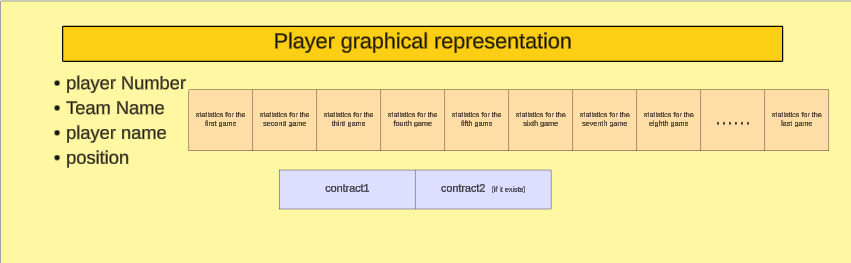 Player graphical representation
• player Number
• Team Name
• player name
• position
statistics for the
first game
statistics for the
second game
statistics for the
third game
statistics for the
fourth game
statistics for the
fifth game
statistics for the
sixth game
statistics for the
seventh game
statistics for the
eighth game
......
statistics for the
last game
contract1
contract2 (if it exists)